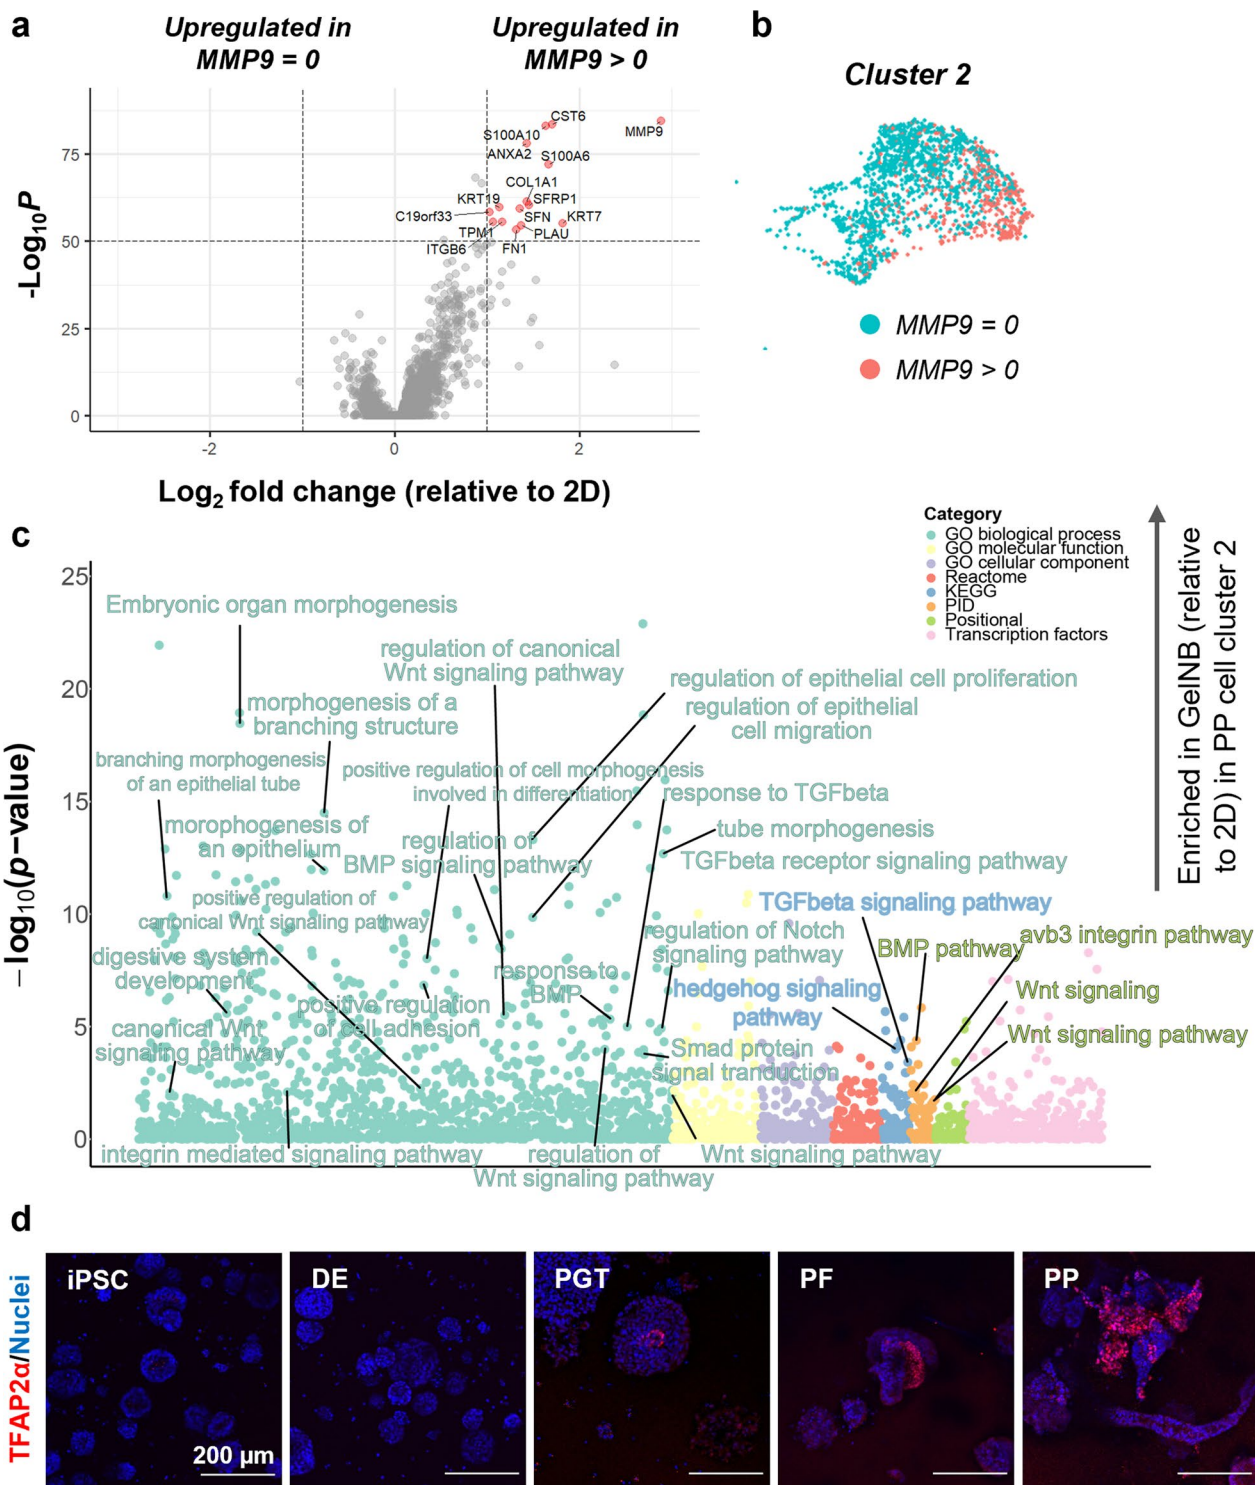 a
Upregulated in
MMP9 = 0
Upregulated in
MMP9 > 0
-Log10P
75
50
25
0
CST6
S100A10
MMP9
ANXA2
S100A6
COL1A1
KRT19
SFRP1
C19orf33
SFN
KRT7
TPM1
PLAU
ITGB6
FN1
-2
0
2
Log2 fold change (relative to 2D)
b
Cluster 2
MMP9 = 0
MMP9 > 0
c
−log10(p−value)
25
20
15
10
5
0
Category
GO biological process
GO molecular function
GO cellular component
Reactome
KEGG
PID
Positional
Transcription factors
Enriched in GelNB (relative
to 2D) in PP cell cluster 2
Embryonic organ morphogenesis
regulation of canonical
Wnt signaling pathway
regulation of epithelial cell proliferation
morphogenesis of a
branching structure
regulation of epithelial
cell migration
branching morphogenesis
of an epithelial tube
positive regulation of cell morphogenesis
involved in differentiation
response to TGFbeta
morophogenesis of
an epithelium
regulation of
BMP signaling pathway
tube morphogenesis
TGFbeta receptor signaling pathway
positive regulation of
canonical Wnt signaling pathway
TGFbeta signaling pathway
regulation of Notch
signaling pathway
BMP pathway
avb3 integrin pathway
digestive system
development
response to
BMP
hedgehog signaling
pathway
Wnt signaling
positive regulation
of cell adhesion
canonical Wnt
signaling pathway
Wnt signaling pathway
Smad protein
signal tranduction
integrin mediated signaling pathway
regulation of
Wnt signaling pathway
Wnt signaling pathway
d
TFAP2α/Nuclei
iPSC
200 µm
DE
PGT
PF
PP